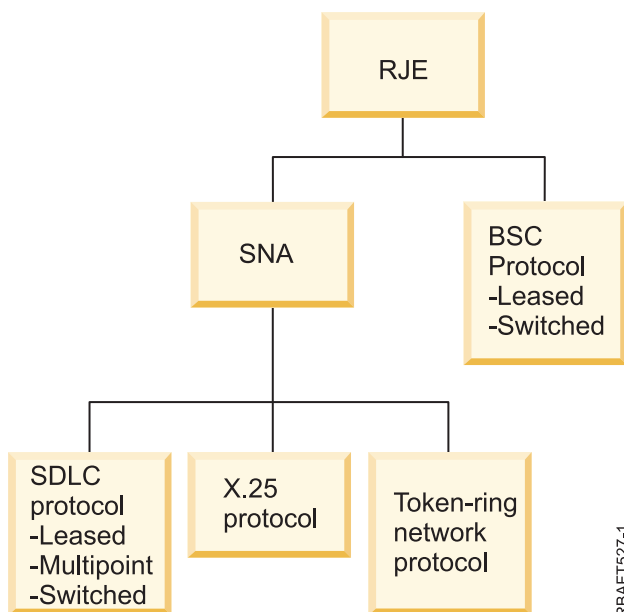 RJE
SNA
BSC
Protocol
-Leased
-Switched
SDLC
protocol
-Leased
-Multipoint
-Switched
X.25
protocol
Token-ring
network
protocol